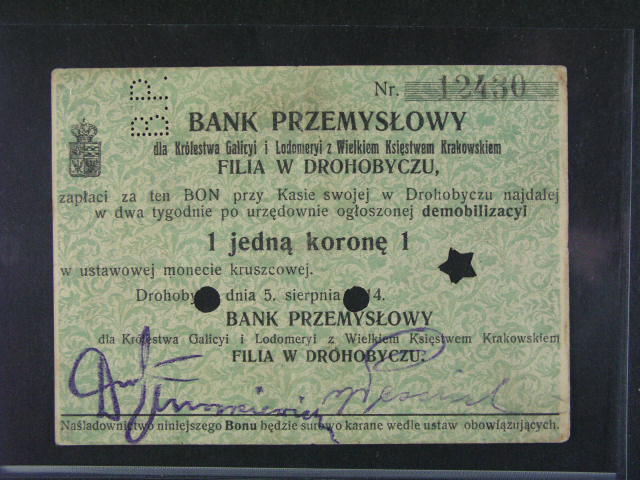 B.P.
Nr. 12430
BANK PRZEMYSŁOWY
dla Królestwa Galicyi i Lodomeryi z Wielkiem Księstwem Krakowskiem
FILIA W DROHOBYCZU,
zapłaci za ten BON przy Kasie swojej w Drohobyczu najdalej
w dwa tygodnie po urzędownie ogłoszonej demobilizacyi
1 jedną koronę 1
w ustawowej monecie kruszcowej.
Drohoby dnia 5. sierpnia 14.
BANK PRZEMYSŁOWY
dla Królestwa Galicyi i Lodomeryi z Wielkiem Księstwem Krakowskiem
FILIA W DROHOBYCZU.
Naśladownictwo niniejszego Bonu będzie surowo karane wedle ustaw obowiązujących.